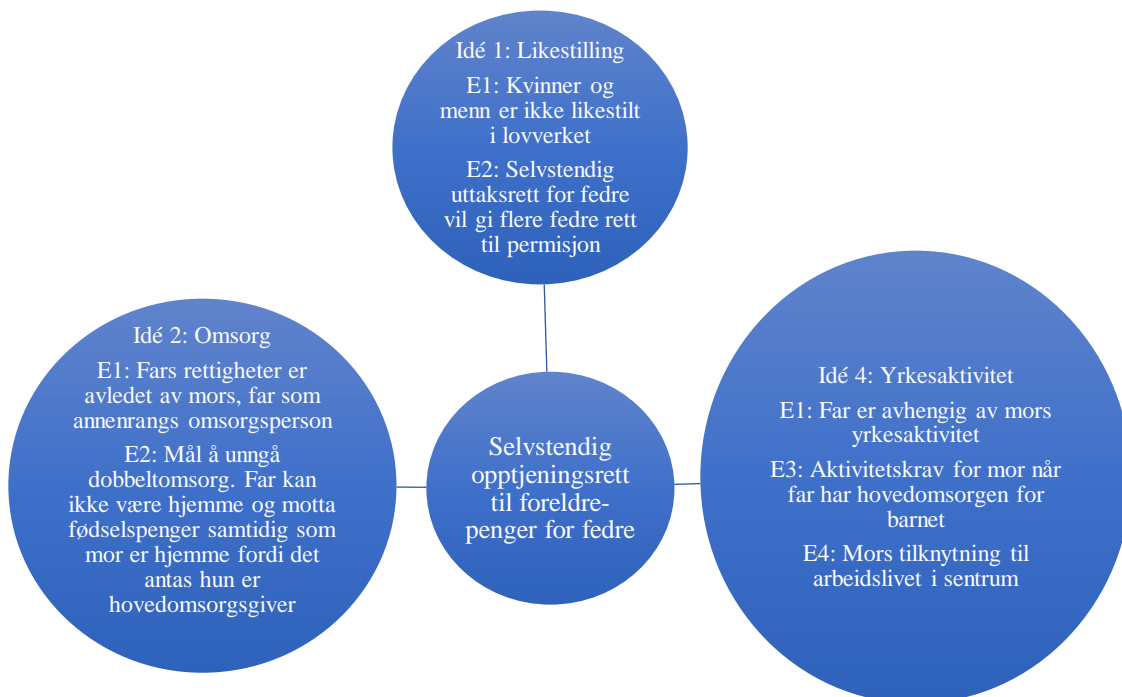 Idé 1: Likestilling
E1: Kvinner og
menn er ikke likestilt
i lovverket
E2: Selvstendig
uttaksrett for fedre
vil gi flere fedre rett
til permisjon
Idé 2: Omsorg
E1: Fars rettigheter er
avledet av mors, far som
annenrangs omsorgsperson
E2: Mål å unngå
dobbeltomsorg. Far kan
ikke være hjemme og motta
fødselspenger samtidig som
mor er hjemme fordi det
antas hun er
hovedomsorgsgiver
Selvstendig
opptjeningsrett
til foreldre-
penger for fedre
Idé 4: Yrkesaktivitet
E1: Far er avhengig av mors
yrkesaktivitet
E3: Aktivitetskrav for mor når
far har hovedomsorgen for
barnet
E4: Mors tilknytning til
arbeidslivet i sentrum